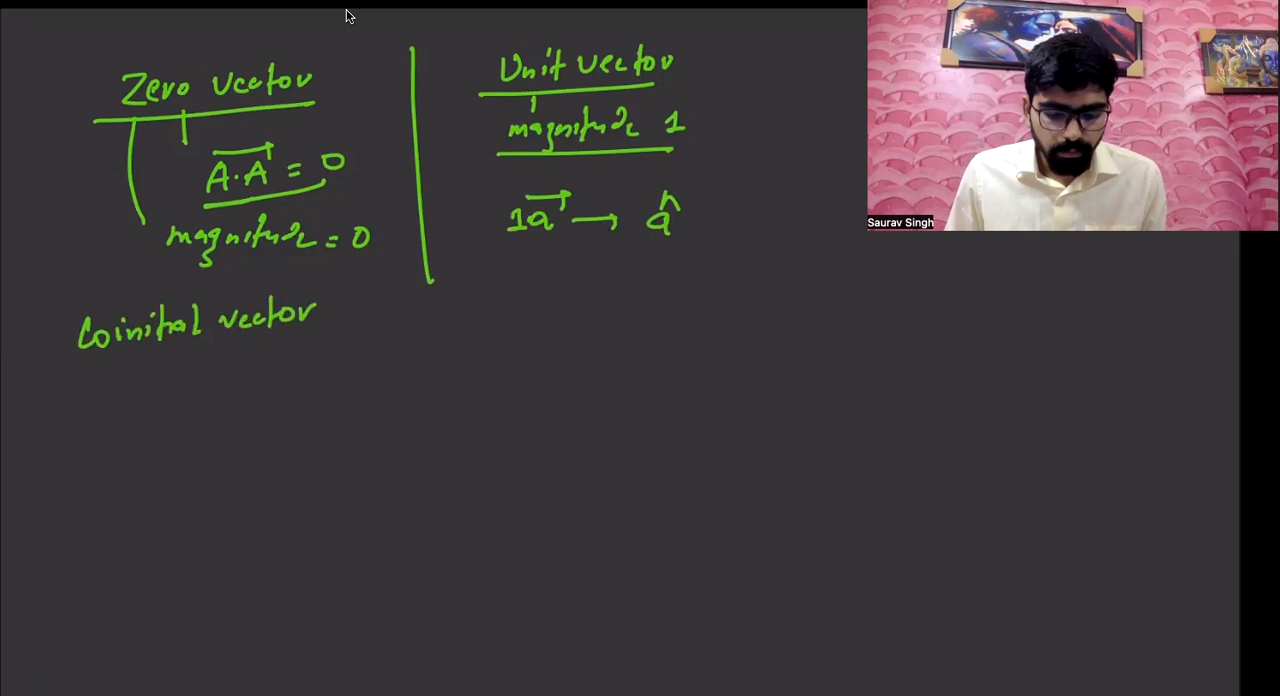 Zero vector
A·A = 0
magnitude = 0
Unit vector
magnitude 1
1a → â
Coinitial vector
Saurav Singh